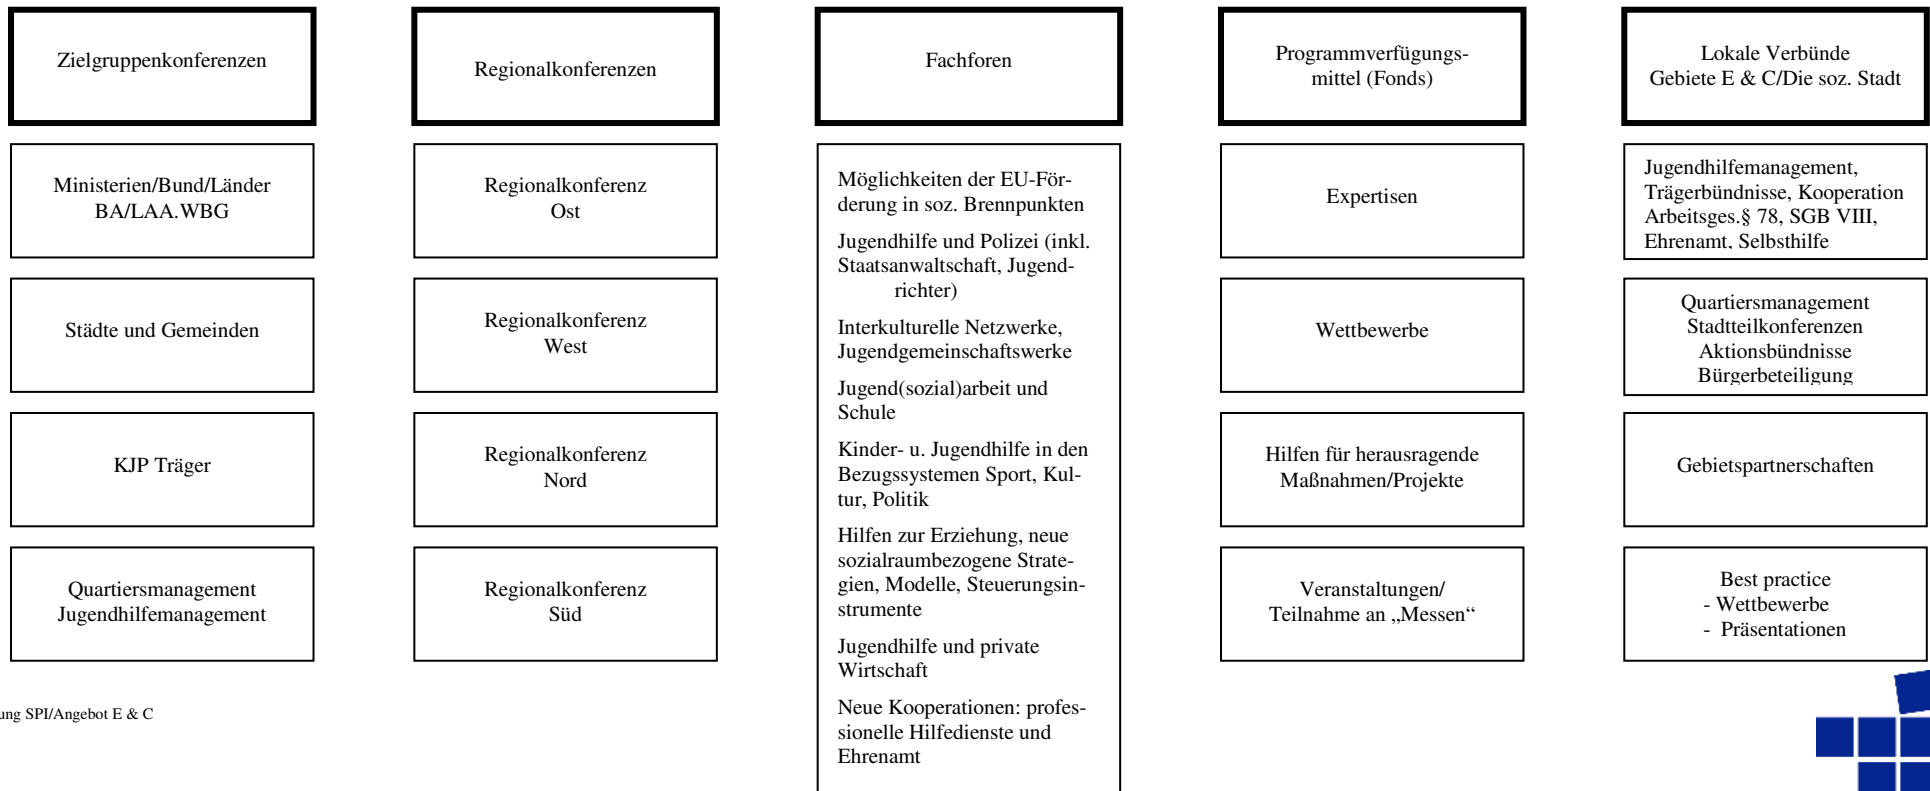 Zielgruppenkonferenzen
Ministerien/Bund/Länder
BA/LAA.WBG
Städte und Gemeinden
KJP Träger
Quartiersmanagement
Jugendhilfemanagement
Regionalkonferenzen
Regionalkonferenz
Ost
Regionalkonferenz
West
Regionalkonferenz
Nord
Regionalkonferenz
Süd
Fachforen
Möglichkeiten der EU-För-
derung in soz. Brennpunkten
Jugendhilfe und Polizei (inkl.
Staatsanwaltschaft, Jugend-
richter)
Interkulturelle Netzwerke,
Jugendgemeinschaftswerke
Jugend(sozial)arbeit und
Schule
Kinder- u. Jugendhilfe in den
Bezugssystemen Sport, Kul-
tur, Politik
Hilfen zur Erziehung, neue
sozialraumbezogene Strate-
gien, Modelle, Steuerungsin-
strumente
Jugendhilfe und private
Wirtschaft
Neue Kooperationen: profes-
sionelle Hilfedienste und
Ehrenamt
Programmverfügungs-
mittel (Fonds)
Expertisen
Wettbewerbe
Hilfen für herausragende
Maßnahmen/Projekte
Veranstaltungen/
Teilnahme an „Messen“
Lokale Verbünde
Gebiete E & C/Die soz. Stadt
Jugendhilfemanagement,
Trägerbündnisse, Kooperation
Arbeitsges.§ 78, SGB VIII,
Ehrenamt, Selbsthilfe
Quartiersmanagement
Stadtteilkonferenzen
Aktionsbündnisse
Bürgerbeteiligung
Gebietspartnerschaften
Best practice
- Wettbewerbe
- Präsentationen
ung SPI/Angebot E & C